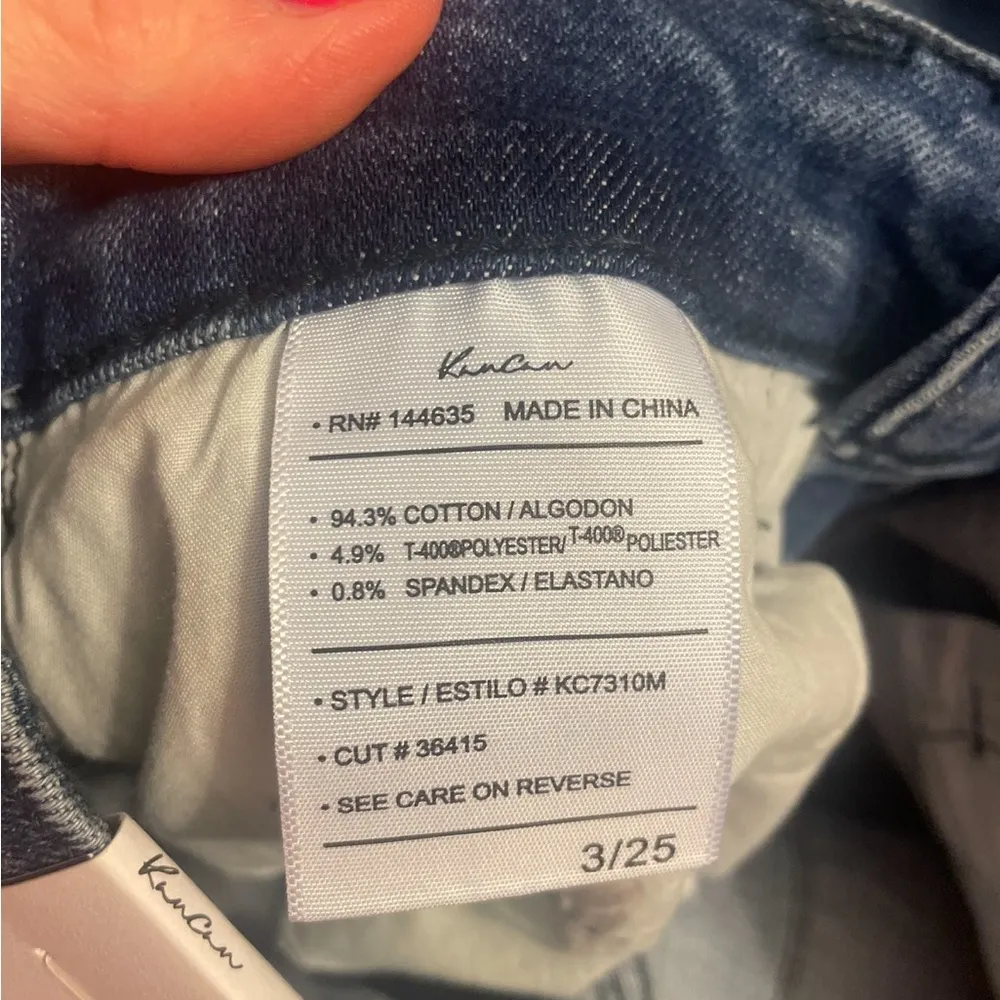 KanCan
• RN# 144635 MADE IN CHINA
• 94.3% COTTON / ALGODON
• 4.9% T-400®POLYESTER/ T-400® POLIESTER
• 0.8% SPANDEX / ELASTANO
• STYLE / ESTILO # KC7310M
• CUT # 36415
• SEE CARE ON REVERSE
3/25
KanCan